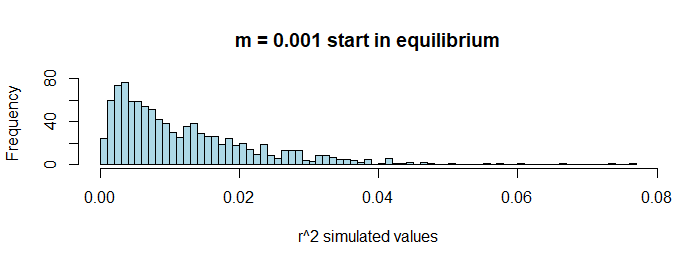 m = 0.001 start in equilibrium
Frequency
80
40
0
0.00 0.02 0.04 0.06 0.08
r^2 simulated values